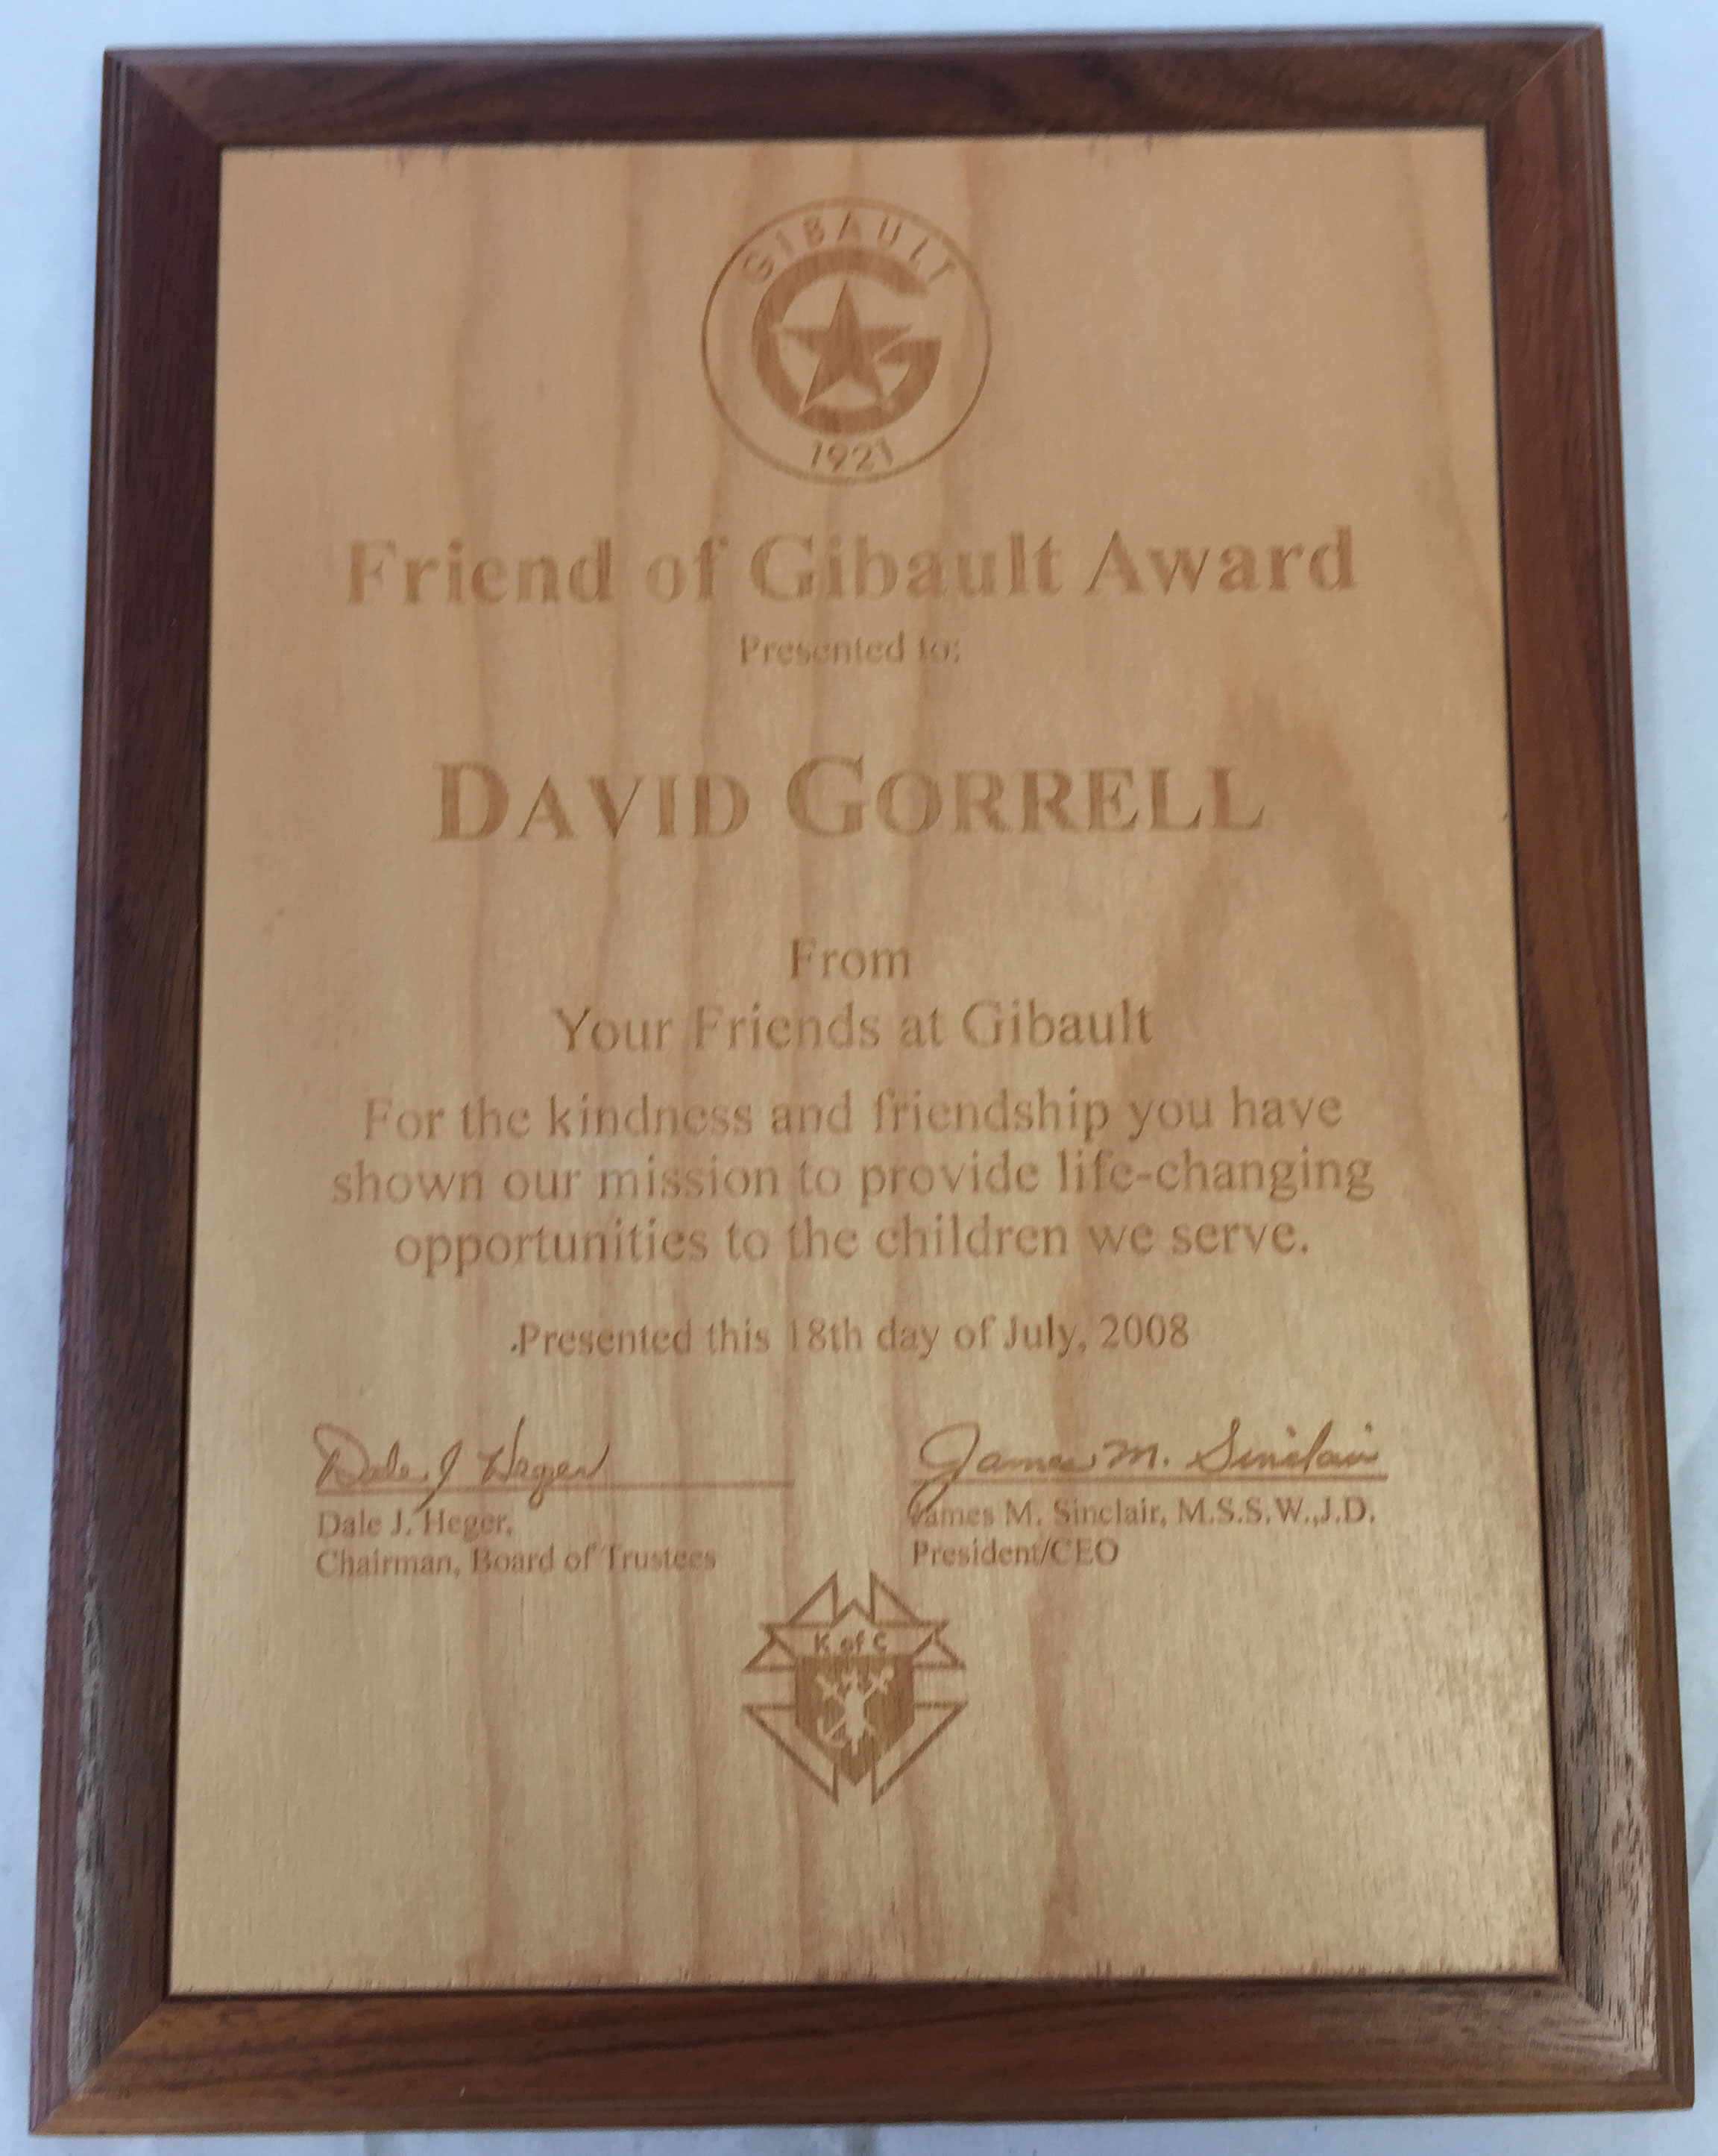 GIBAULT
1921
Friend of Gibault Award
Presented to:
DAVID GORRELL
From
Your Friends at Gibault
For the kindness and friendship you have
shown our mission to provide life-changing
opportunities to the children we serve.
.Presented this 18th day of July, 2008
Dale J Heger
James M. Sinclair
Dale J. Heger,
James M. Sinclair, M.S.S.W.,J.D.
Chairman, Board of Trustees
President/CEO
K of C